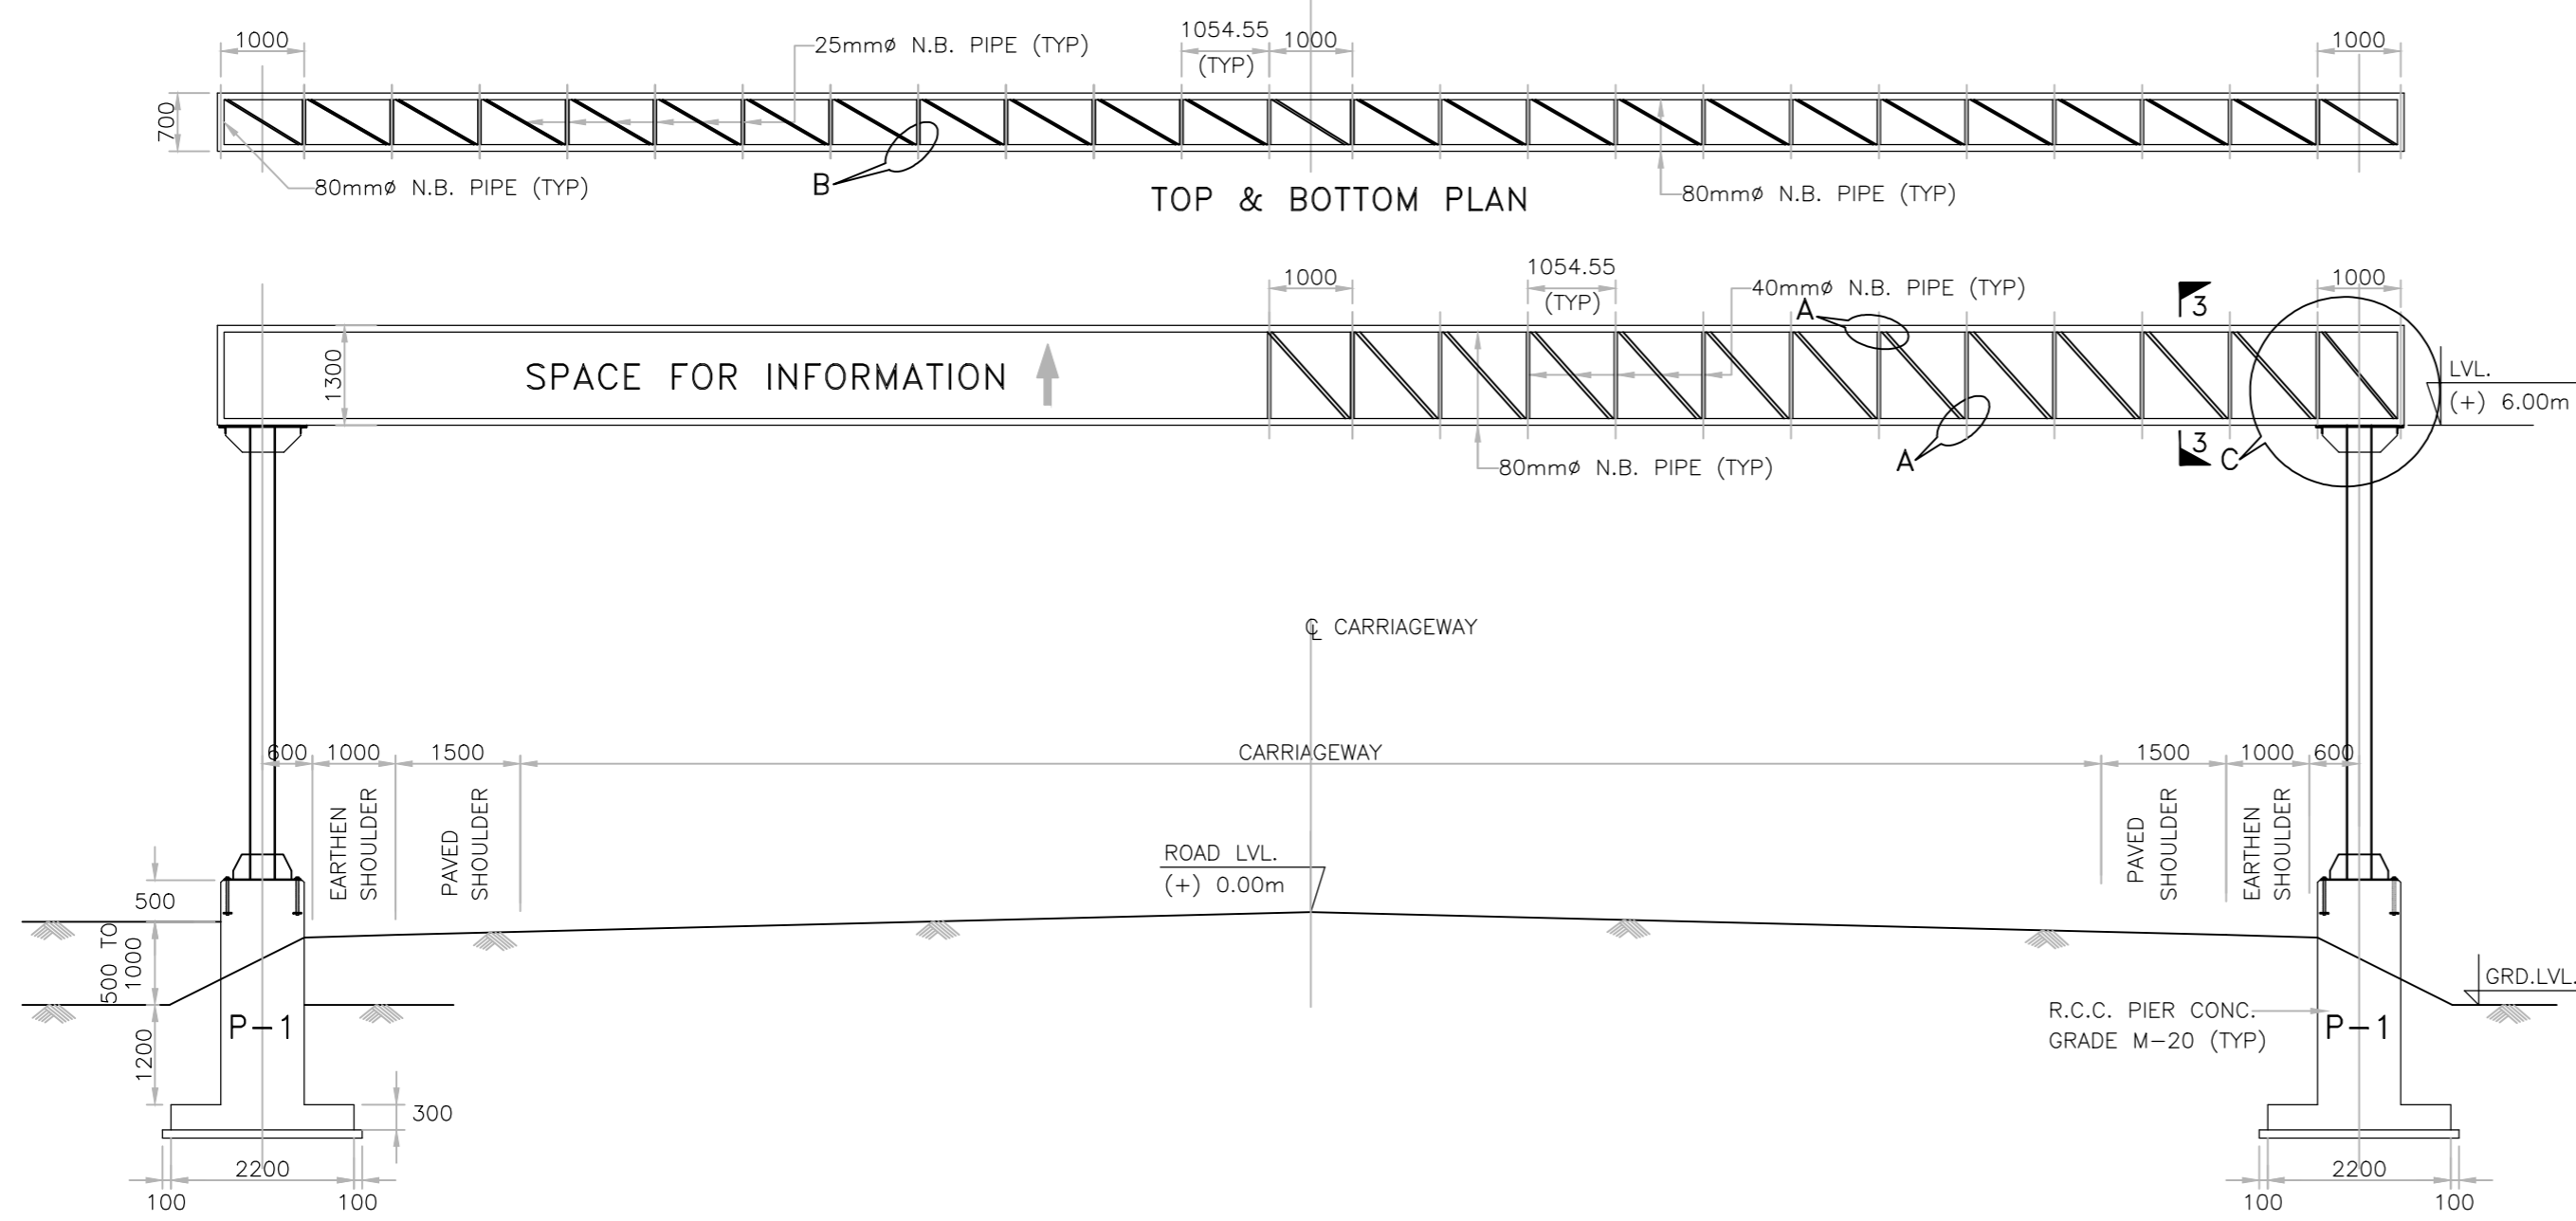 1000
25mmø N.B. PIPE (TYP)
1054.55
(TYP)
1000
1000
700
80mmø N.B. PIPE (TYP)
B
TOP & BOTTOM PLAN
80mmø N.B. PIPE (TYP)
1000
1054.55
(TYP)
40mmø N.B. PIPE (TYP)
A
3
1000
1300
SPACE FOR INFORMATION
LVL.
(+) 6.00m
80mmø N.B. PIPE (TYP)
A
3
C
℄ CARRIAGEWAY
600
1000
1500
CARRIAGEWAY
1500
1000
600
EARTHEN
SHOULDER
PAVED
SHOULDER
PAVED
SHOULDER
EARTHEN
SHOULDER
ROAD LVL.
(+) 0.00m
500
500 TO
1000
1200
P-1
300
2200
100
100
GRD.LVL.
R.C.C. PIER CONC.
GRADE M-20 (TYP)
P-1
2200
100
100